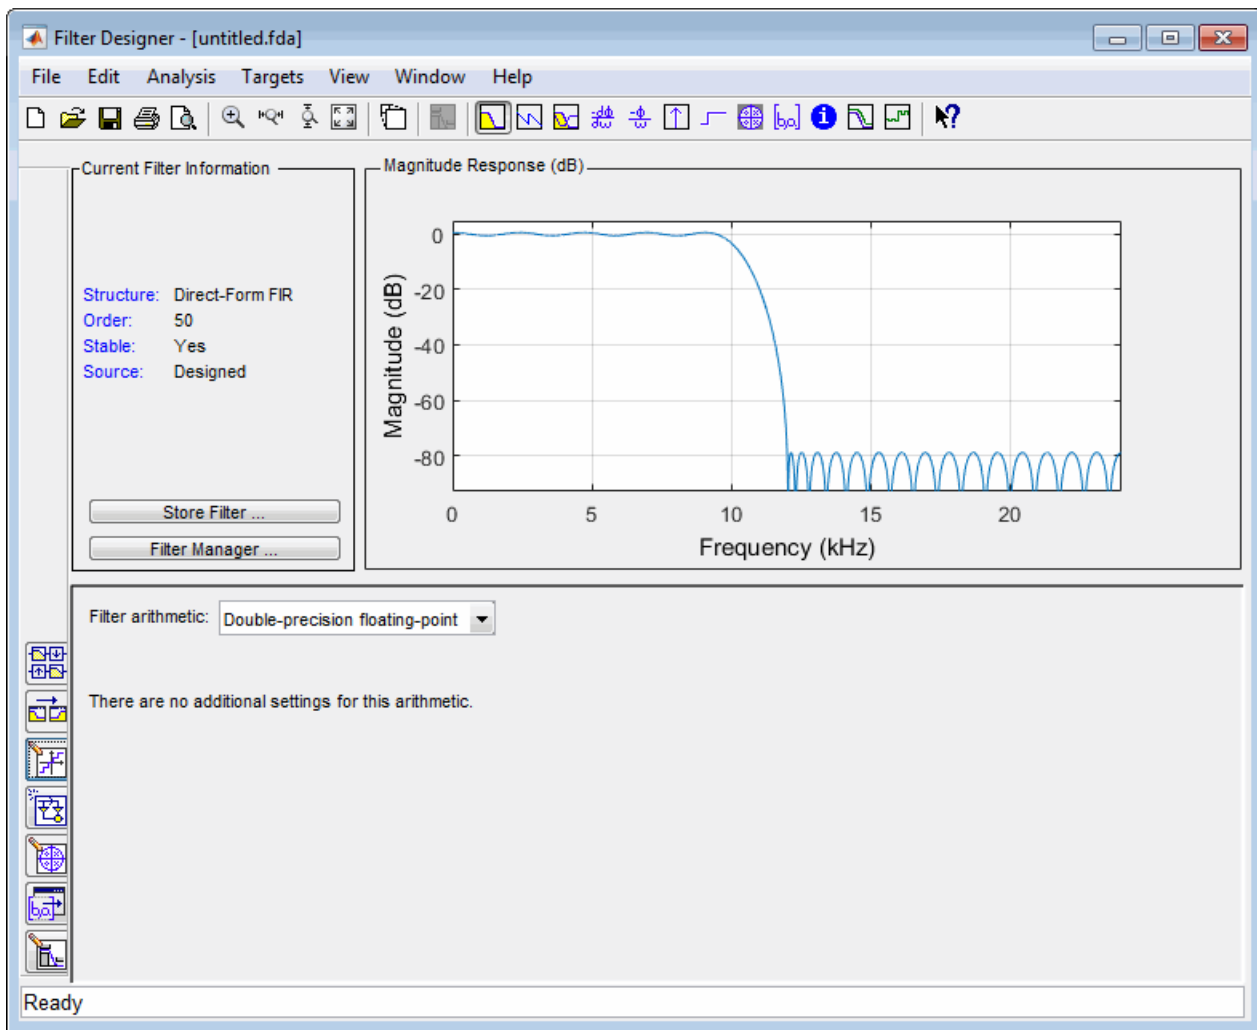 Filter Designer - [untitled.fda]
File Edit Analysis Targets View Window Help
Current Filter Information
Structure: Direct-Form FIR
Order: 50
Stable: Yes
Source: Designed
Store Filter ...
Filter Manager ...
Magnitude Response (dB)
Magnitude (dB)
0
-20
-40
-60
-80
0 5 10 15 20
Frequency (kHz)
Filter arithmetic: Double-precision floating-point
There are no additional settings for this arithmetic.
Ready